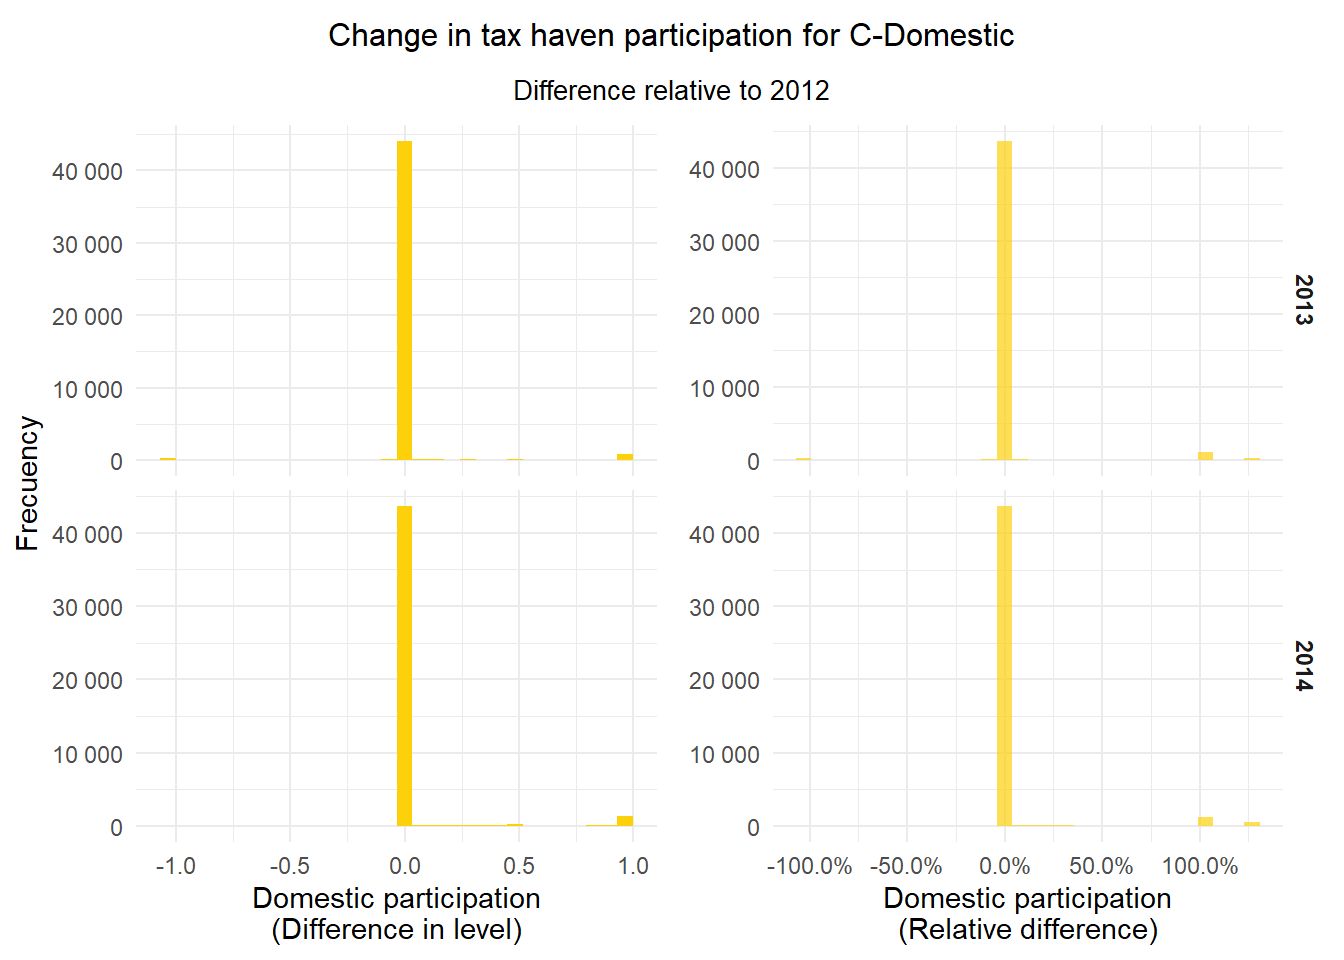 Change in tax haven participation for C-Domestic
Difference relative to 2012
Frecuency
40 000
30 000
20 000
10 000
0
40 000
30 000
20 000
10 000
0
2013
40 000
30 000
20 000
10 000
0
40 000
30 000
20 000
10 000
0
2014
-1.0 -0.5 0.0 0.5 1.0
-100.0% -50.0% 0.0% 50.0% 100.0%
Domestic participation
(Difference in level)
Domestic participation
(Relative difference)